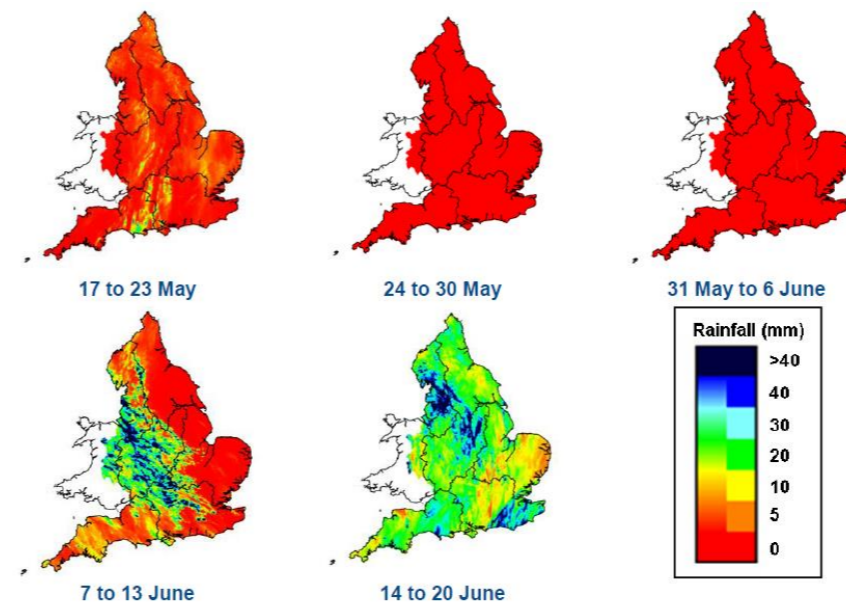 17 to 23 May
24 to 30 May
31 May to 6 June
Rainfall (mm)
>40
40
30
20
10
5
0
7 to 13 June
14 to 20 June